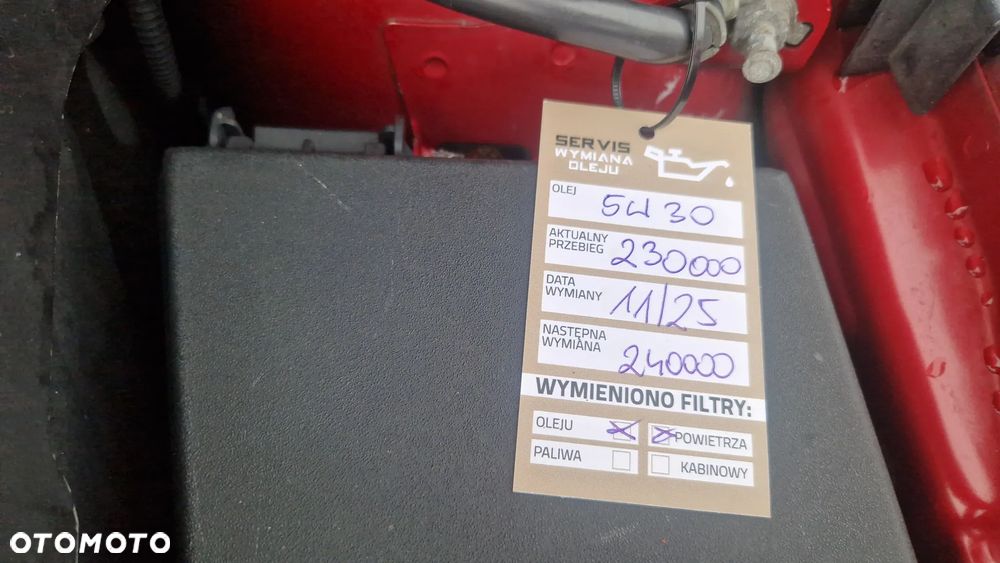 SERVIS
WYMIANA
OLEJU
OLEJ
5W30
AKTUALNY
PRZEBIEG
230000
DATA
WYMIANY
11/25
NASTĘPNA
WYMIANA
240000
WYMIENIONO FILTRY:
OLEJU
POWIETRZA
PALIWA
KABINOWY
OTOMOTO